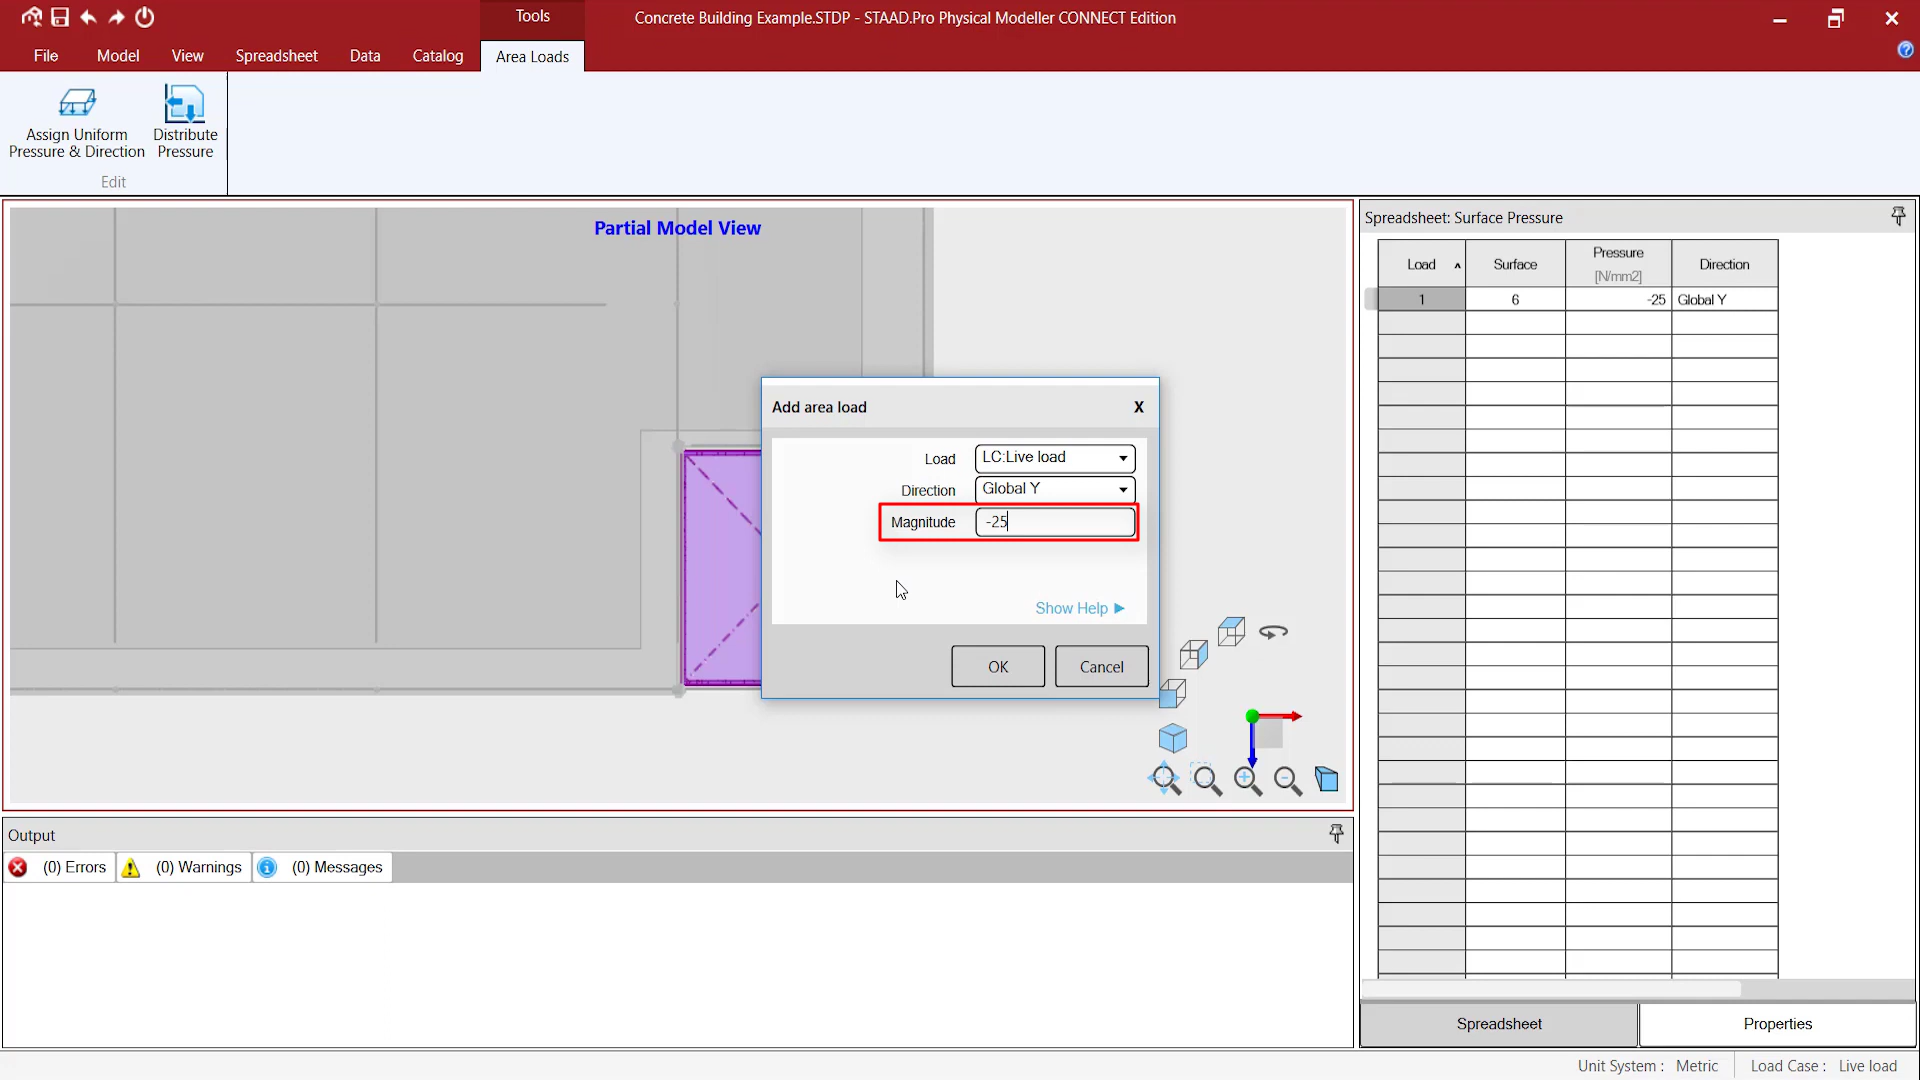 Tools
Concrete Building Example.STDP - STAAD.Pro Physical Modeller CONNECT Edition
File Model View Spreadsheet Data Catalog Area Loads
Assign Uniform
Pressure & Direction
Distribute
Pressure
Edit
Partial Model View
Spreadsheet: Surface Pressure
Load Surface Pressure [N/mm2] Direction
1 6 -25 Global Y
Add area load X
Load LC:Live load
Direction Global Y
Magnitude -25
Show Help
OK Cancel
Output
(0) Errors (0) Warnings (0) Messages
Spreadsheet Properties
Unit System : Metric Load Case : Live load